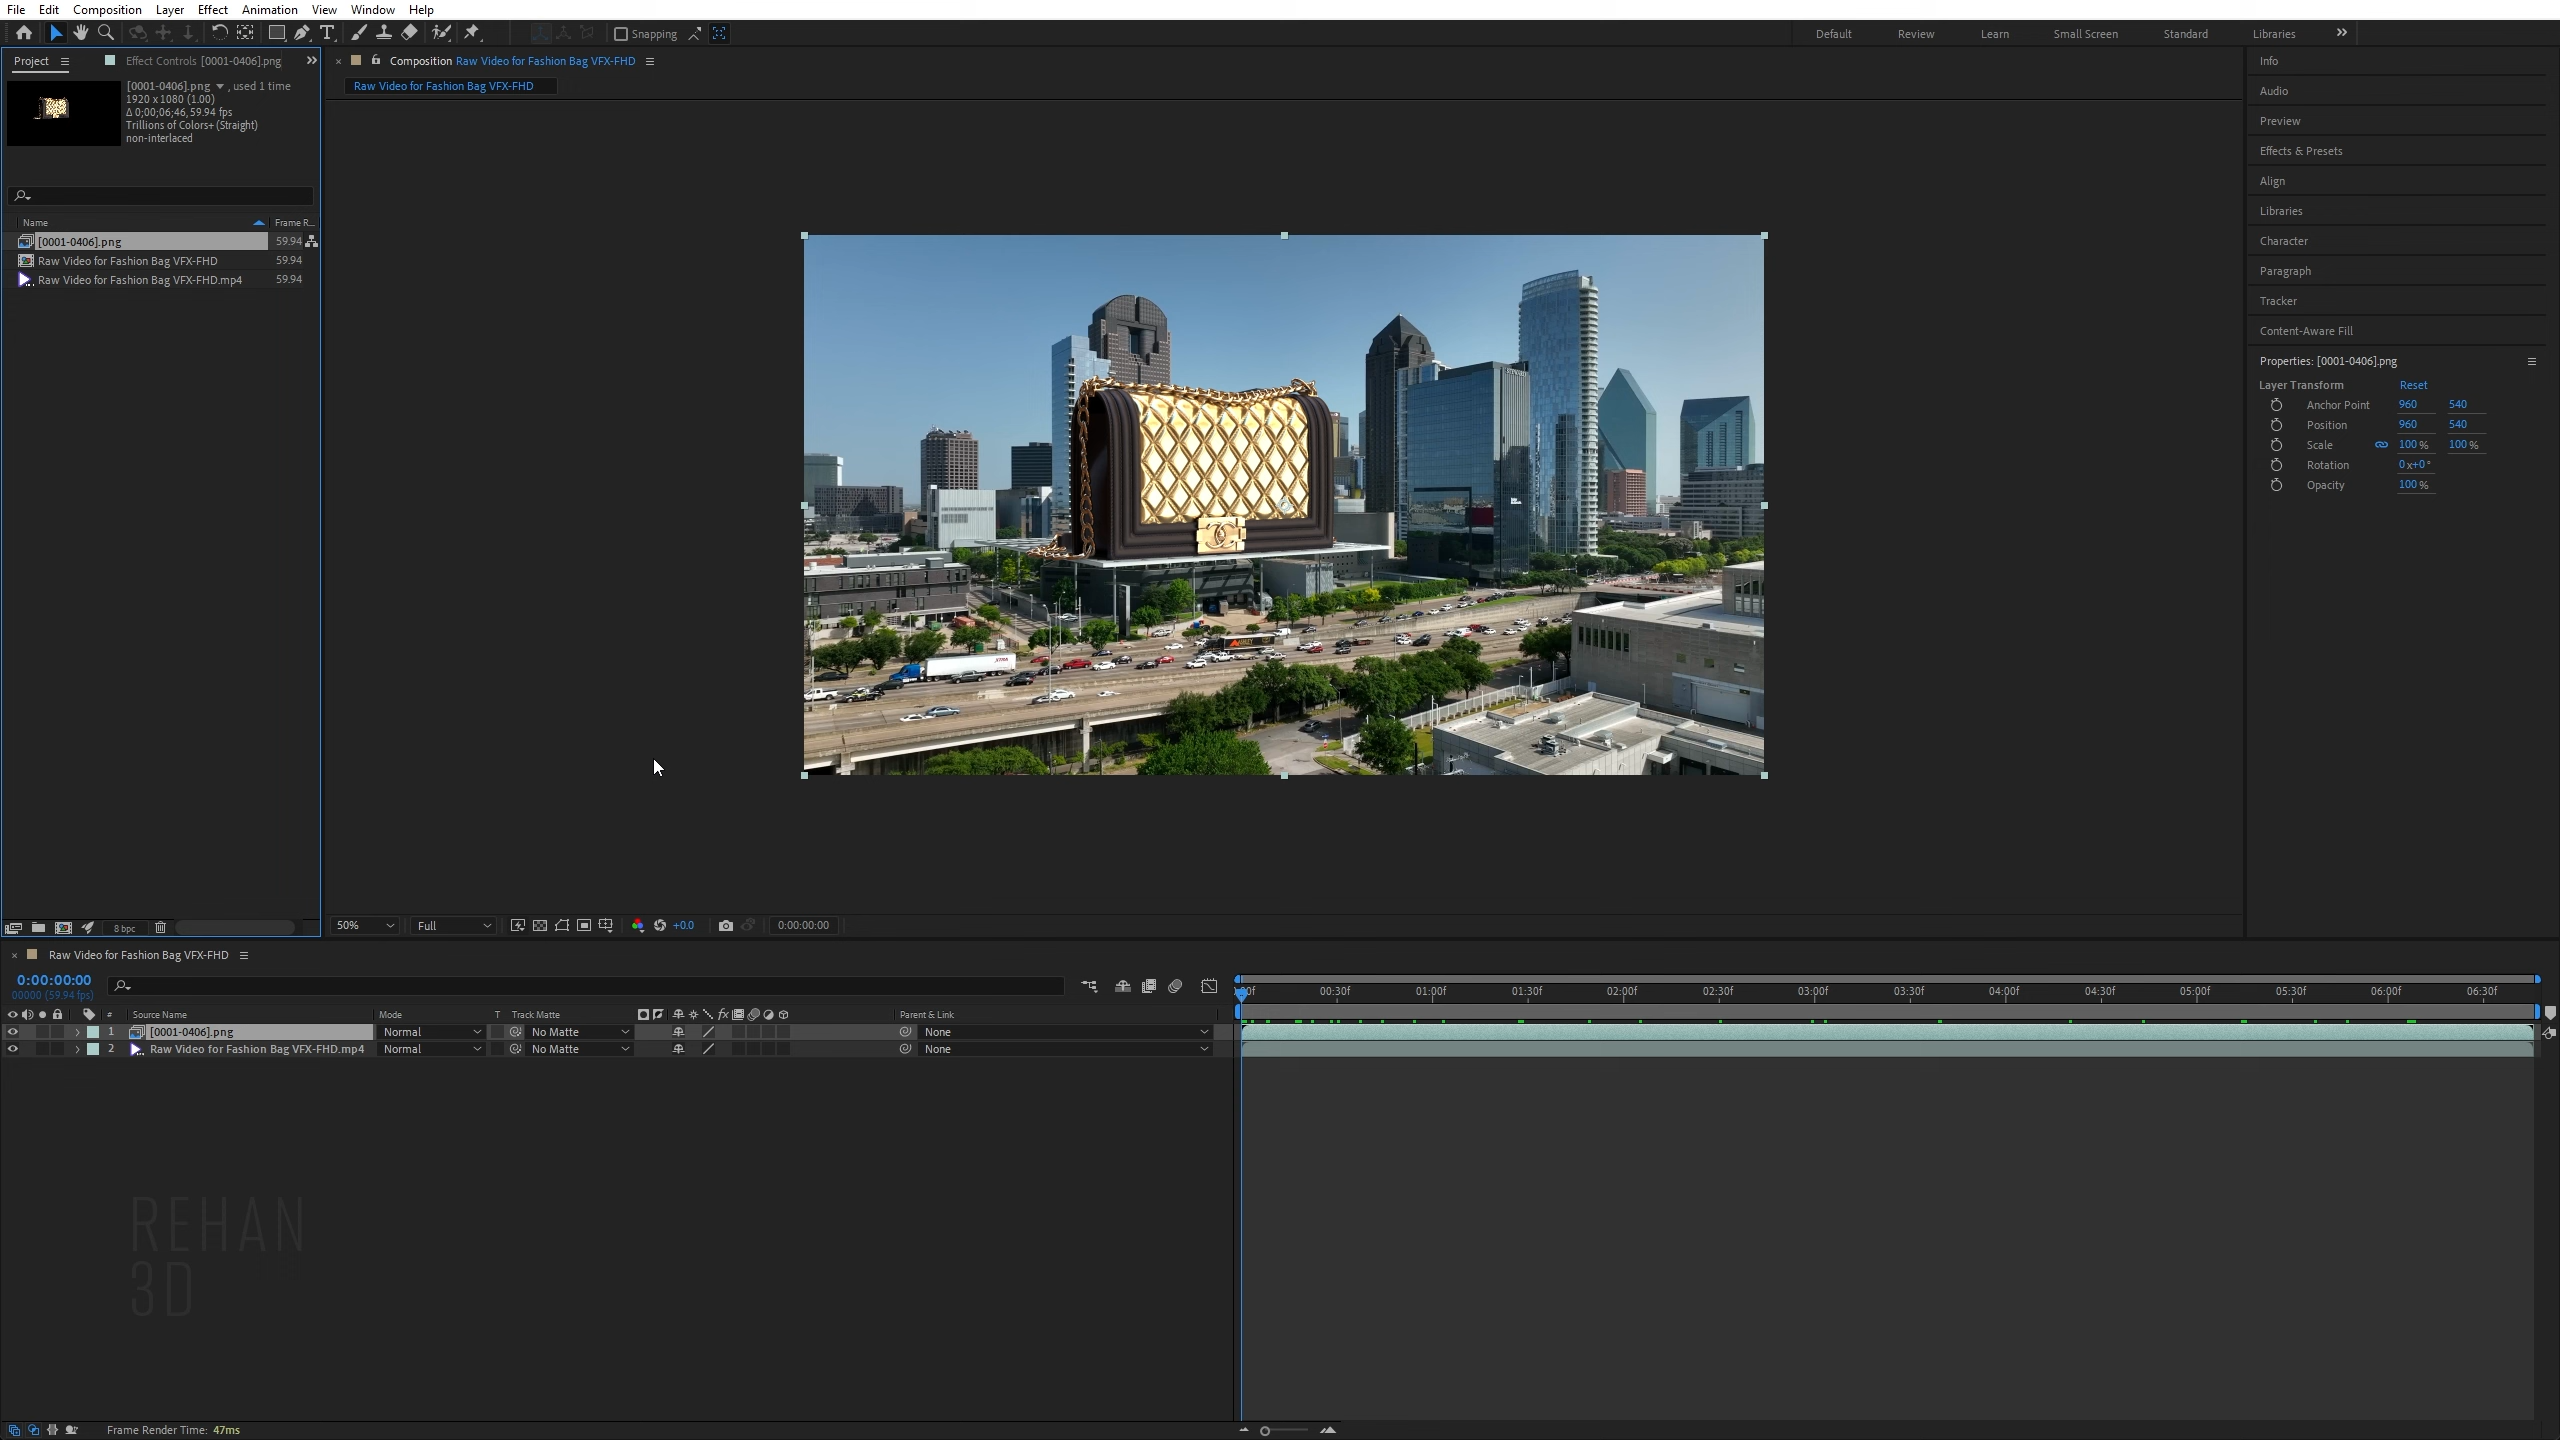 File Edit Composition Layer Effect Animation View Window Help
Snapping
Default Review Learn Small Screen Standard Libraries
Project
Effect Controls [0001-0406].png
Composition Raw Video for Fashion Bag VFX-FHD
Raw Video for Fashion Bag VFX-FHD
[0001-0406].png , used 1 time
1920 x 1080 (1.00)
Δ 0;00;06;46, 59.94 fps
Trillions of Colors+ (Straight)
non-interlaced
Name Frame R...
[0001-0406].png 59.94
Raw Video for Fashion Bag VFX-FHD 59.94
Raw Video for Fashion Bag VFX-FHD.mp4 59.94
8 bpc
50% Full +0.0 0:00:00:00
Info
Audio
Preview
Effects & Presets
Align
Libraries
Character
Paragraph
Tracker
Content-Aware Fill
Properties: [0001-0406].png
Layer Transform Reset
Anchor Point 960 540
Position 960 540
Scale 100 % 100 %
Rotation 0x+0°
Opacity 100 %
Raw Video for Fashion Bag VFX-FHD
0:00:00:00
00000 (59.94 fps)
00:30f 01:00f 01:30f 02:00f 02:30f 03:00f 03:30f 04:00f 04:30f 05:00f 05:30f 06:00f 06:30f
# Source Name Mode T Track Matte fx Parent & Link
1 [0001-0406].png Normal No Matte None
2 Raw Video for Fashion Bag VFX-FHD.mp4 Normal No Matte None
REHAN
3D
Frame Render Time: 47ms